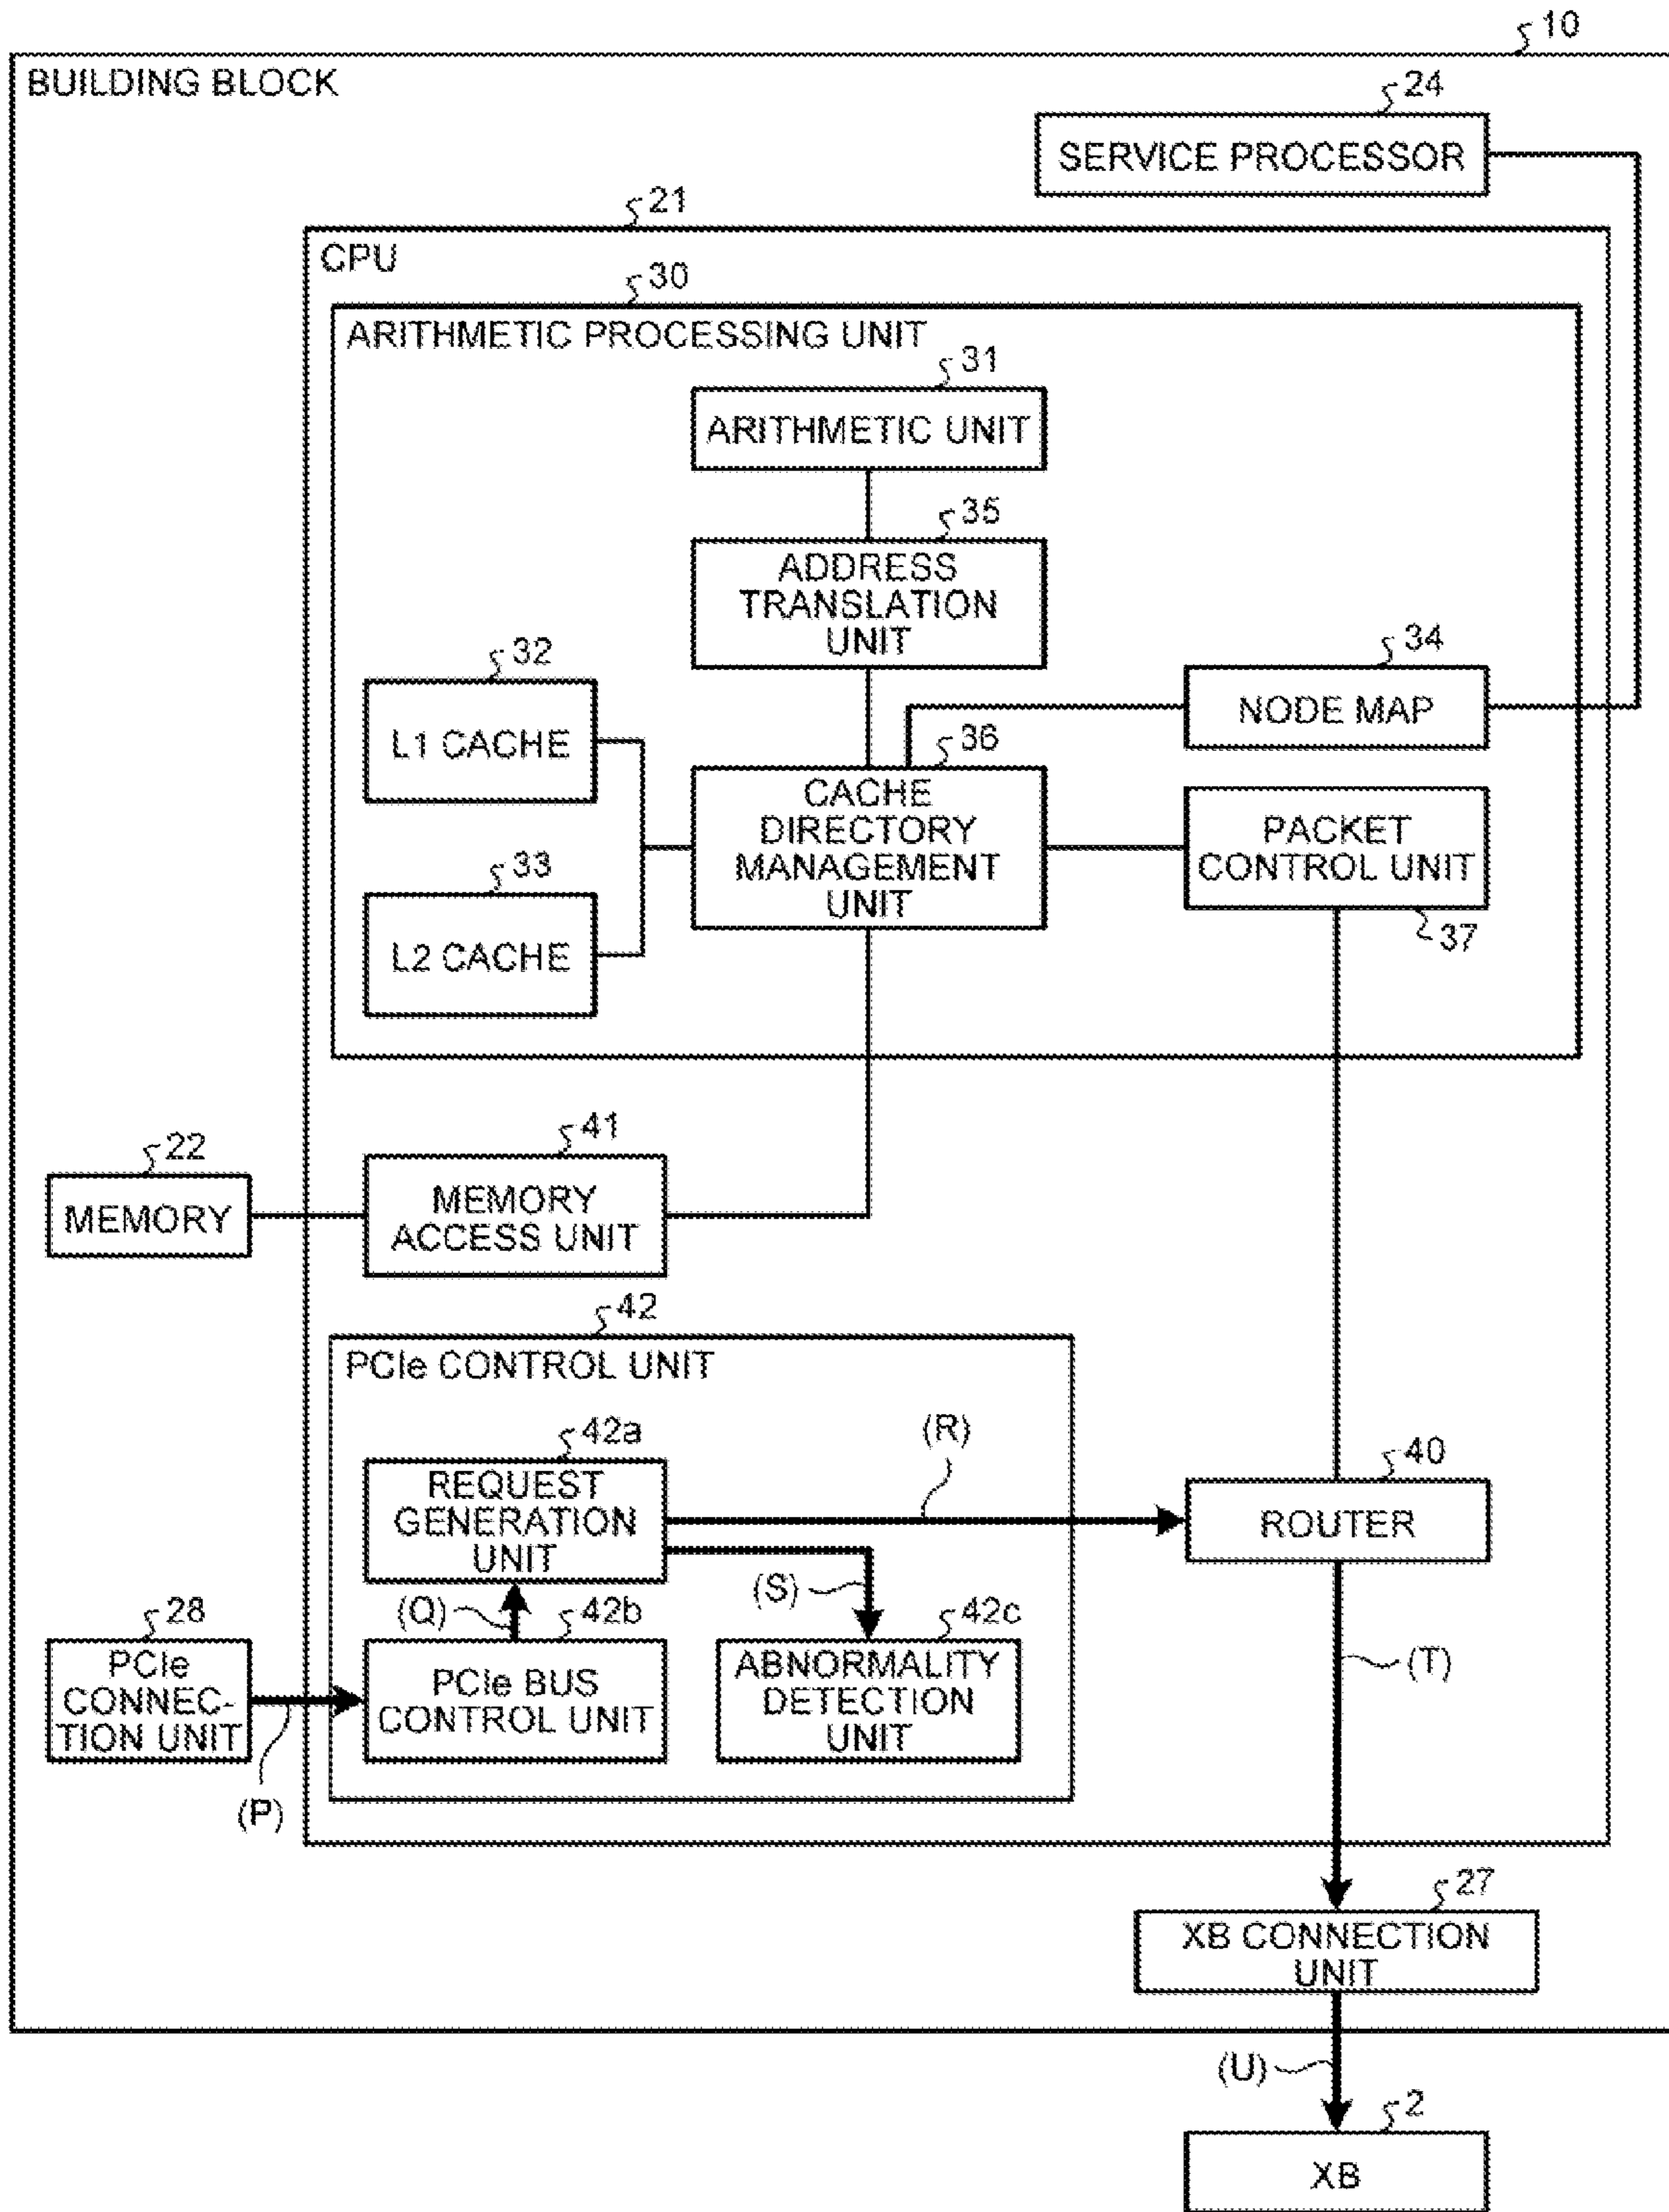 10
BUILDING BLOCK
24
SERVICE PROCESSOR
21
CPU
30
ARITHMETIC PROCESSING UNIT
31
ARITHMETIC UNIT
35
ADDRESS
TRANSLATION
UNIT
32
L1 CACHE
34
NODE MAP
36
CACHE
DIRECTORY
MANAGEMENT
UNIT
PACKET
CONTROL UNIT
37
33
L2 CACHE
22
MEMORY
41
MEMORY
ACCESS UNIT
42
PCIe CONTROL UNIT
42a
REQUEST
GENERATION
UNIT
(R)
40
ROUTER
(S)
(Q)
28
PCIe
CONNEC-
TION UNIT
42b
PCIe BUS
CONTROL UNIT
42c
ABNORMALITY
DETECTION
UNIT
(T)
(P)
27
XB CONNECTION
UNIT
(U)
2
XB